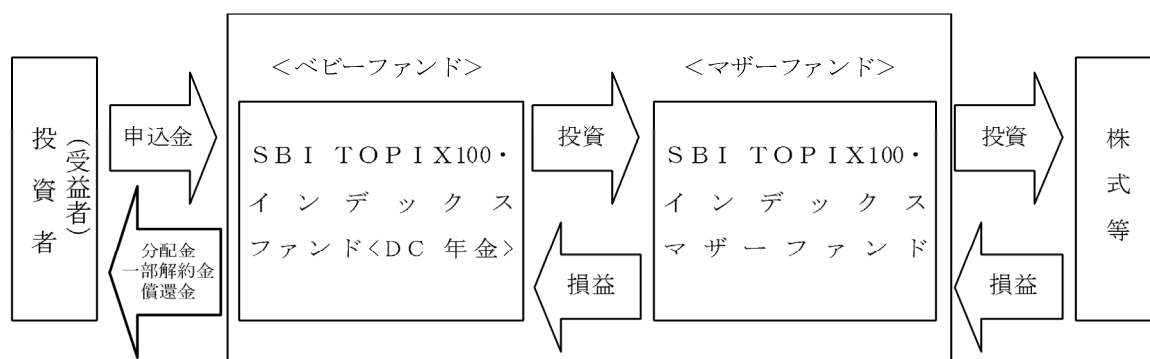 投資者
(受益者)
申込金
分配金
一部解約金
償還金
＜ベビーファンド＞
ＳＢＩ ＴＯＰＩＸ100・
インデックス
ファンド＜ＤＣ 年金＞
投資
損益
＜マザーファンド＞
ＳＢＩ ＴＯＰＩＸ100・
インデックス
マザーファンド
投資
損益
株式等